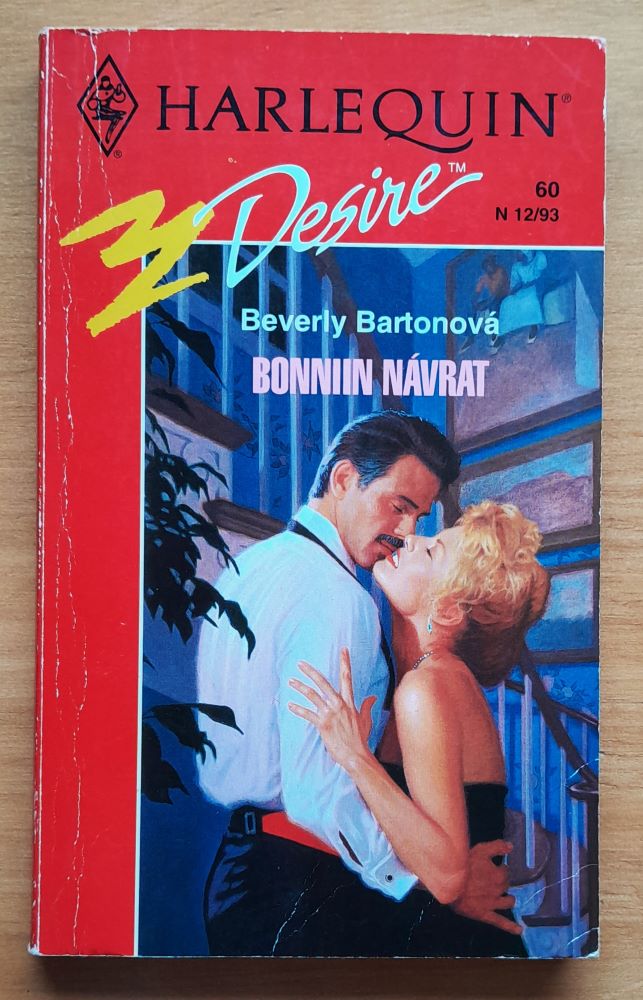 HARLEQUIN®
Desire™
60
N 12/93
Beverly Bartonová
BONNIIN NÁVRAT
®